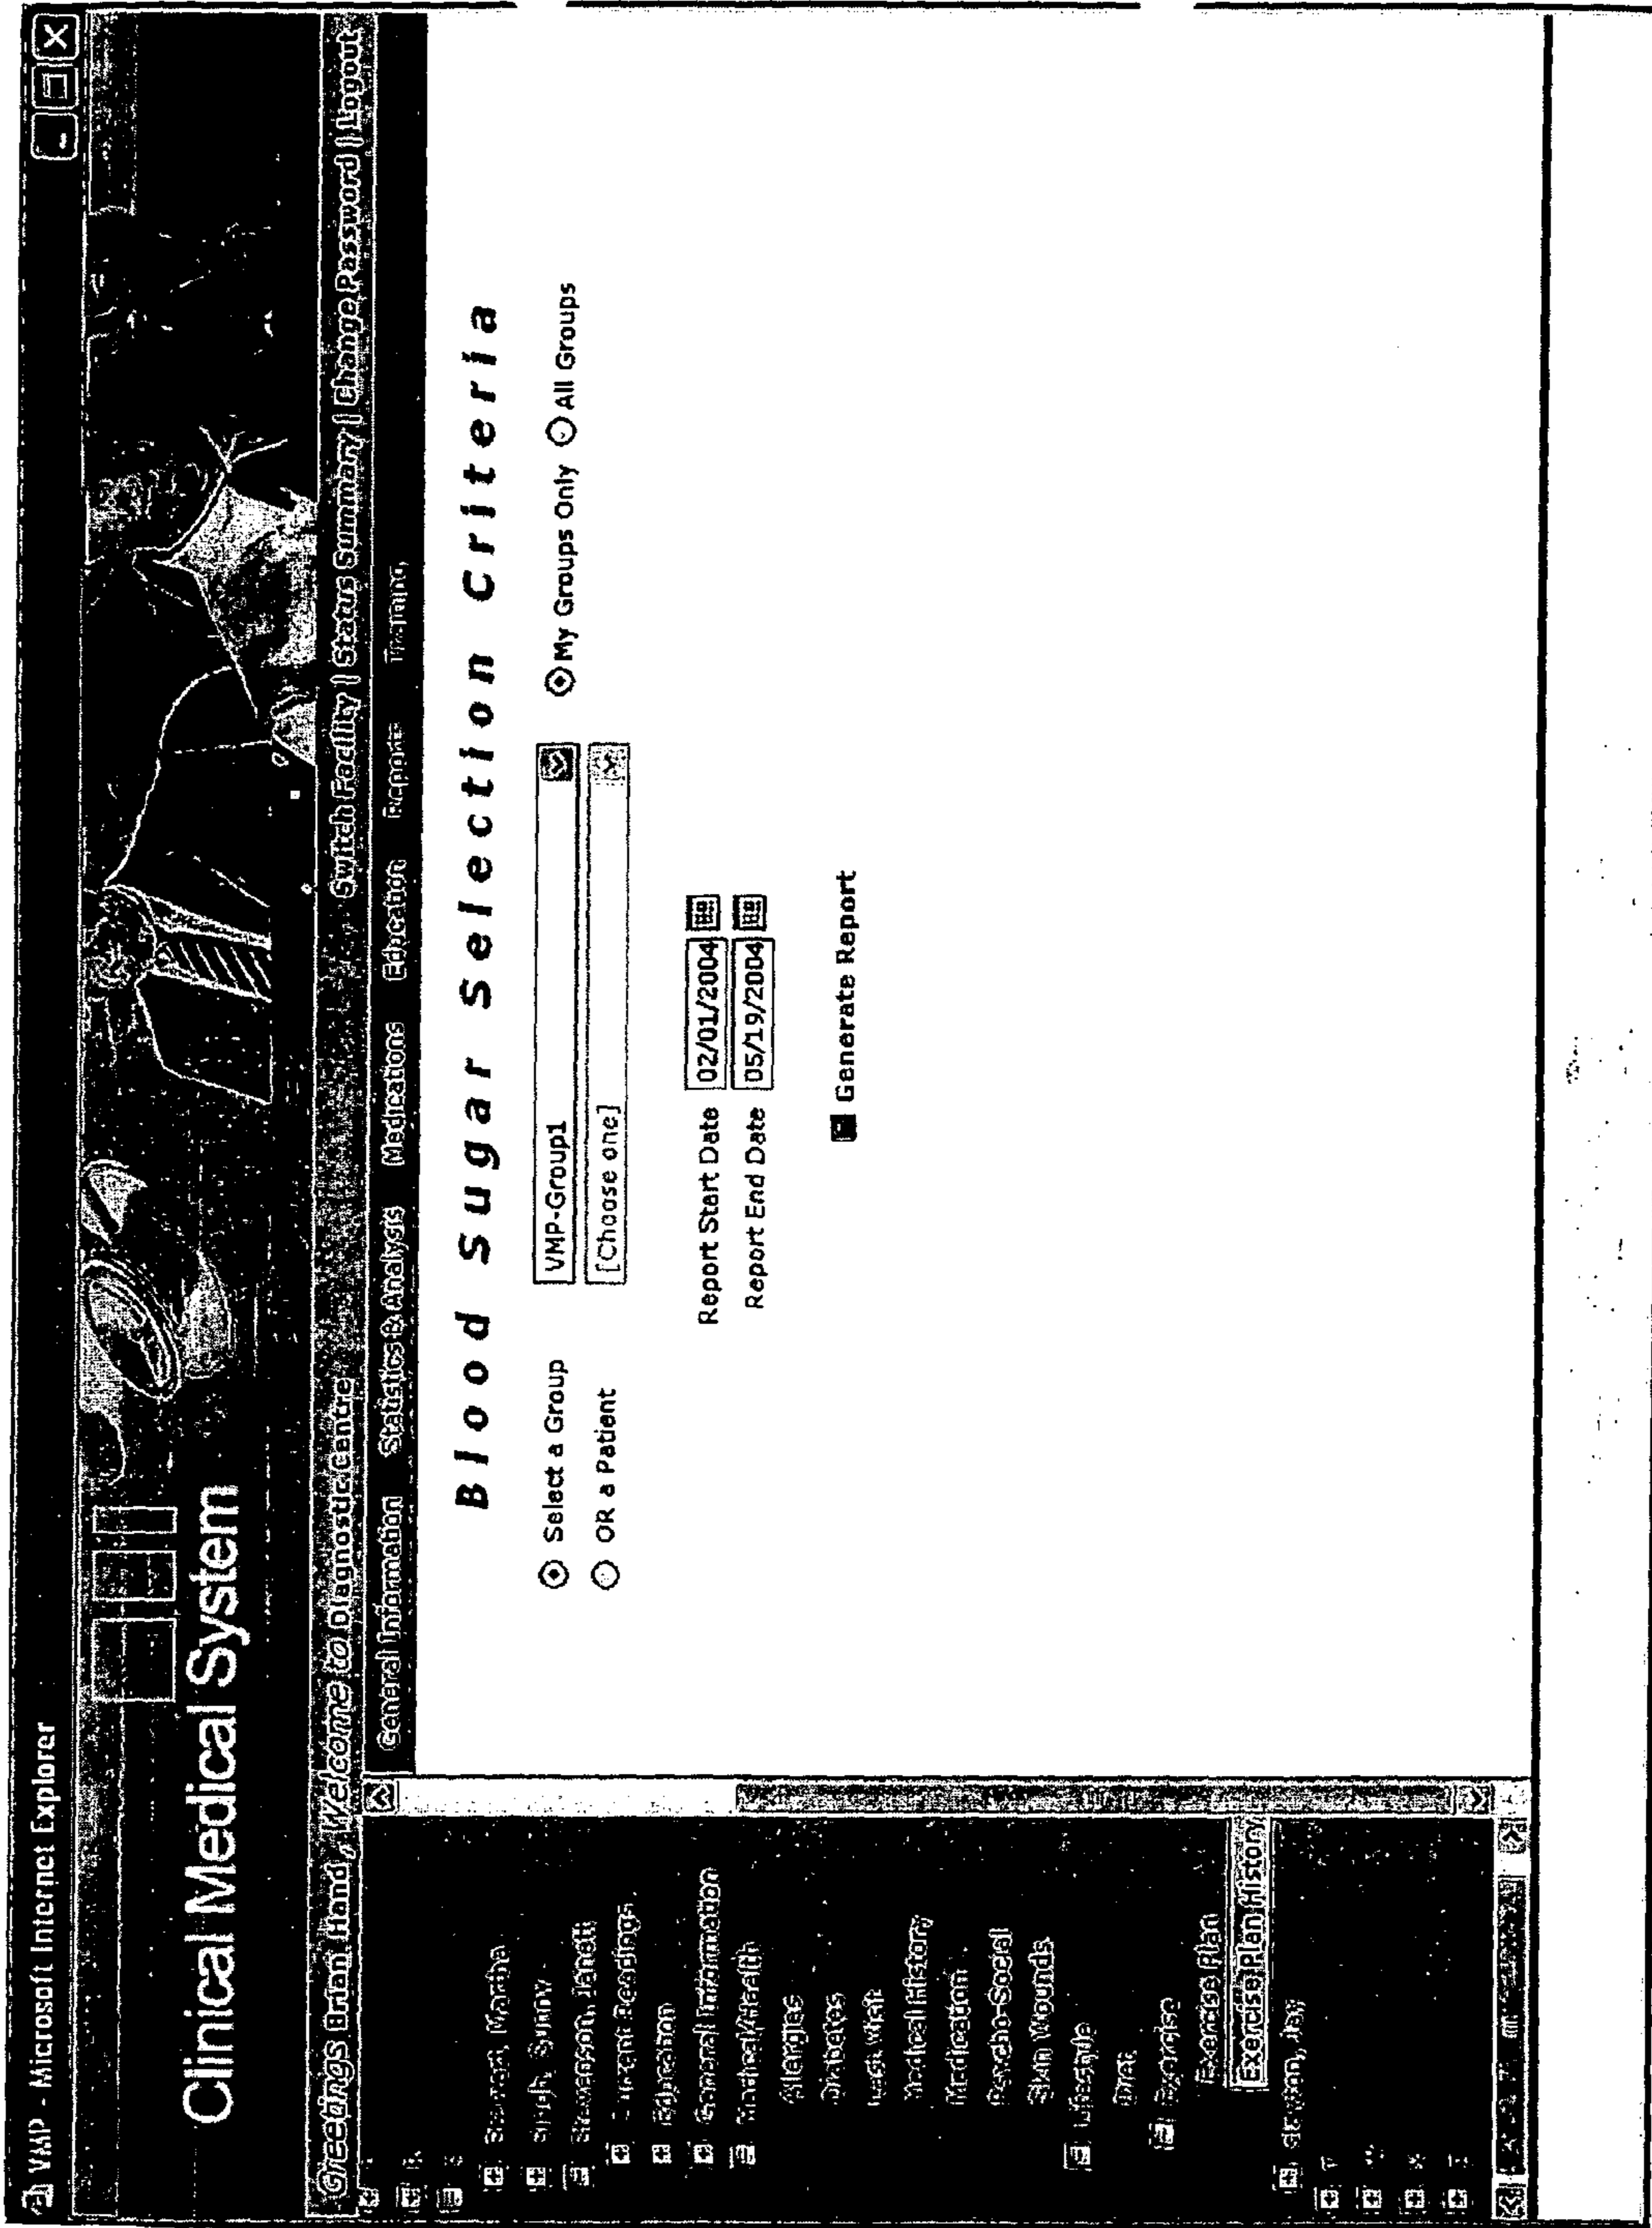 VMP - Microsoft Internet Explorer
Clinical Medical System
Greetings Brian Hand , Welcome to Diagnostic Centre
Switch Facility | Status Summary | Change Password | Logout
General Information Statistics & Analysis Medications Education Reports Training
Blood Sugar Selection Criteria
Select a Group VMP-Group1 My Groups Only All Groups
OR a Patient [Choose one]
Report Start Date 02/01/2004
Report End Date 05/19/2004
Generate Report
Martha
Singh, Sunny
Current Readings
Education
General Information
Medical/Health
Allergies
Diabetes
Last Visit
Medical History
Medication
Psycho-Social
Skin Wounds
Lifestyle
Diet
Exercise
Exercise Plan
Exercise Plan History